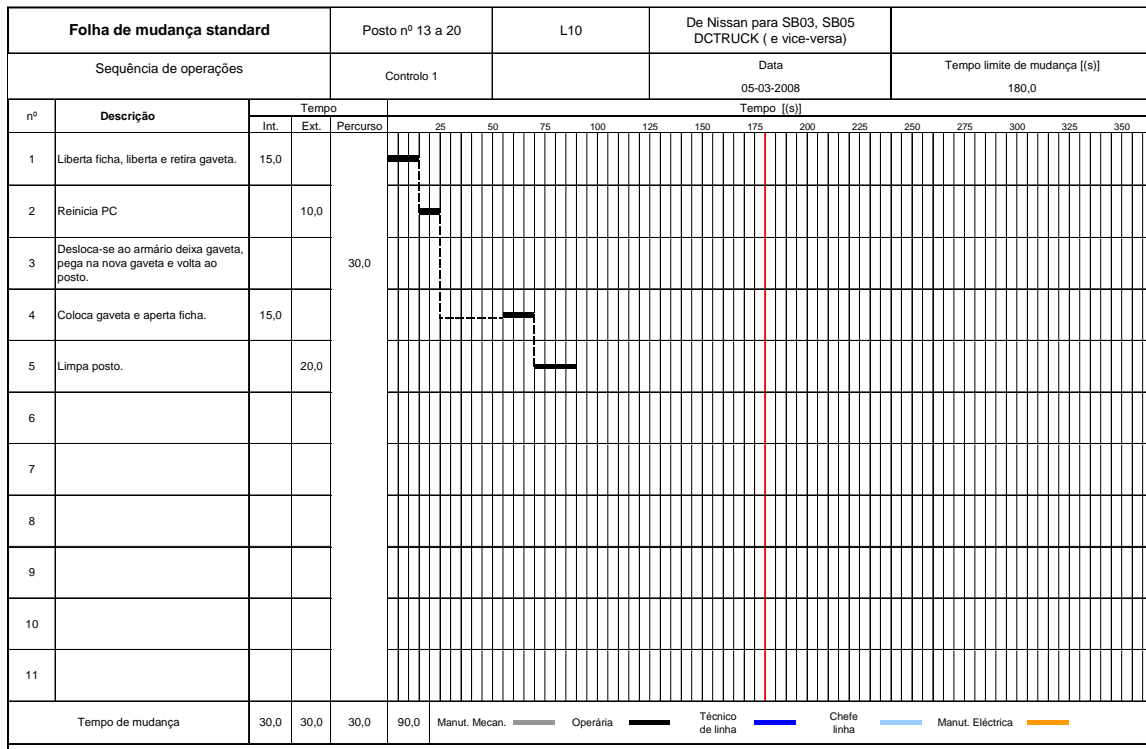 Folha de mudança standard
Posto nº 13 a 20
L10
De Nissan para SB03, SB05
DCTRUCK ( e vice-versa)
Sequência de operações
Controlo 1
Data
05-03-2008
Tempo limite de mudança [(s)]
180,0
nº
Descrição
Tempo
Tempo [(s)]
Int.
Ext.
Percurso
25 50 75 100 125 150 175 200 225 250 275 300 325 350
1
Liberta ficha, liberta e retira gaveta.
15,0
2
Reinicia PC
10,0
3
Desloca-se ao armário deixa gaveta,
pega na nova gaveta e volta ao
posto.
30,0
4
Coloca gaveta e aperta ficha.
15,0
5
Limpa posto.
20,0
6
7
8
9
10
11
Tempo de mudança
30,0
30,0
30,0
90,0
Manut. Mecan.
Operária
Técnico
de linha
Chefe
linha
Manut. Eléctrica